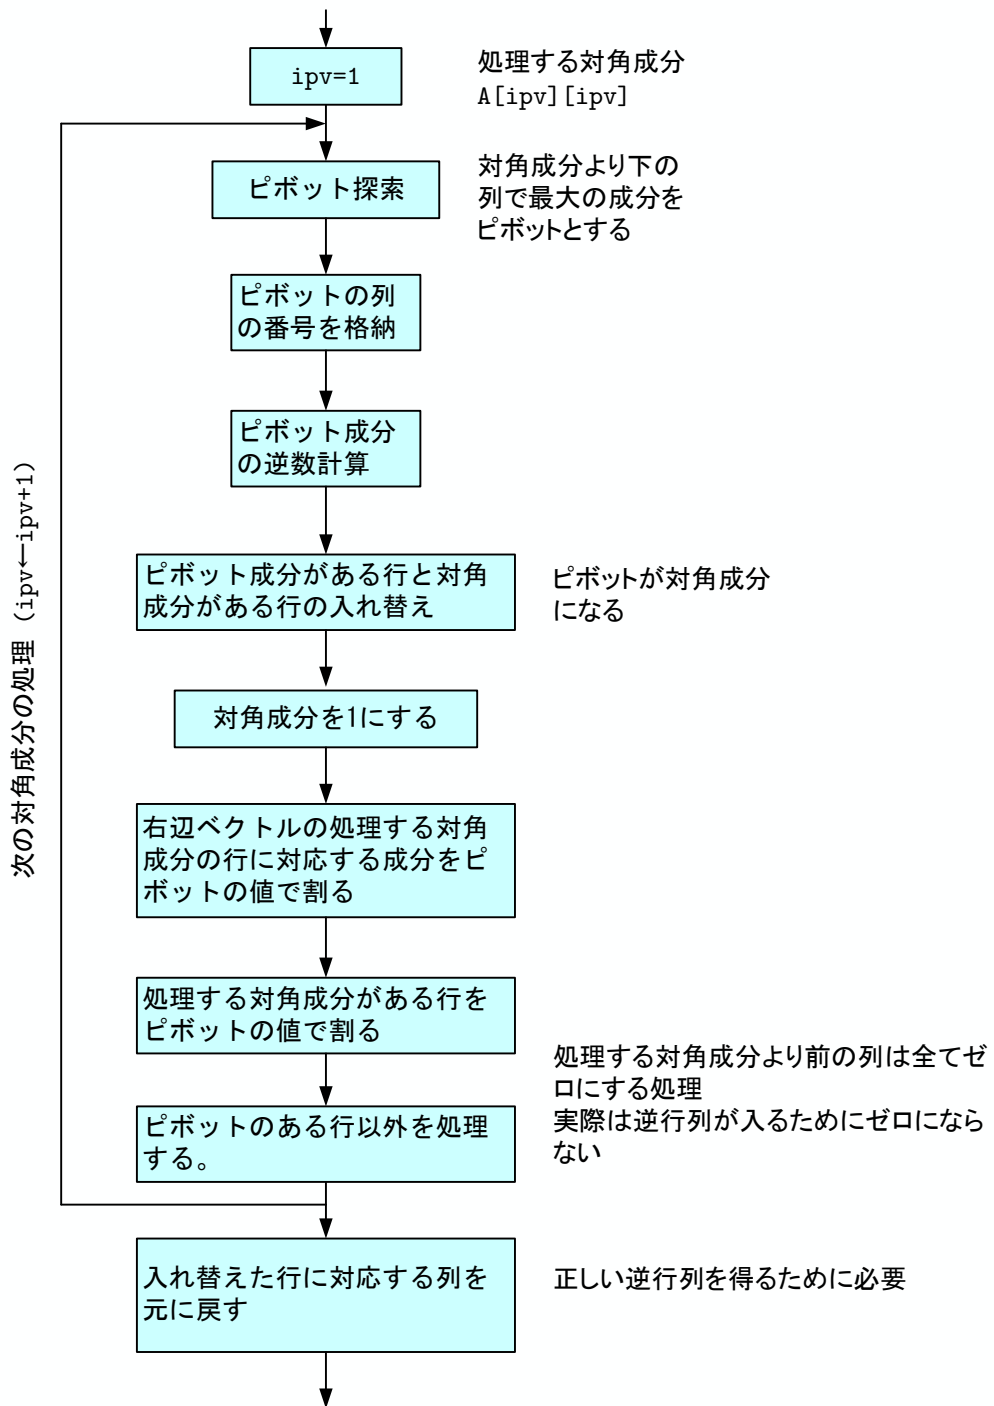 ipv=1
処理する対角成分
A[ipv][ipv]
ピボット探索
対角成分より下の
列で最大の成分を
ピボットとする
ピボットの列
の番号を格納
ピボット成分
の逆数計算
ピボット成分がある行と対角
成分がある行の入れ替え
ピボットが対角成分
になる
対角成分を1にする
右辺ベクトルの処理する対角
成分の行に対応する成分をピ
ボットの値で割る
処理する対角成分がある行を
ピボットの値で割る
ピボットのある行以外を処理
する。
処理する対角成分より前の列は全てゼ
ロにする処理
実際は逆行列が入るためにゼロになら
ない
次の対角成分の処理（ipv←ipv+1）
入れ替えた行に対応する列を
元に戻す
正しい逆行列を得るために必要